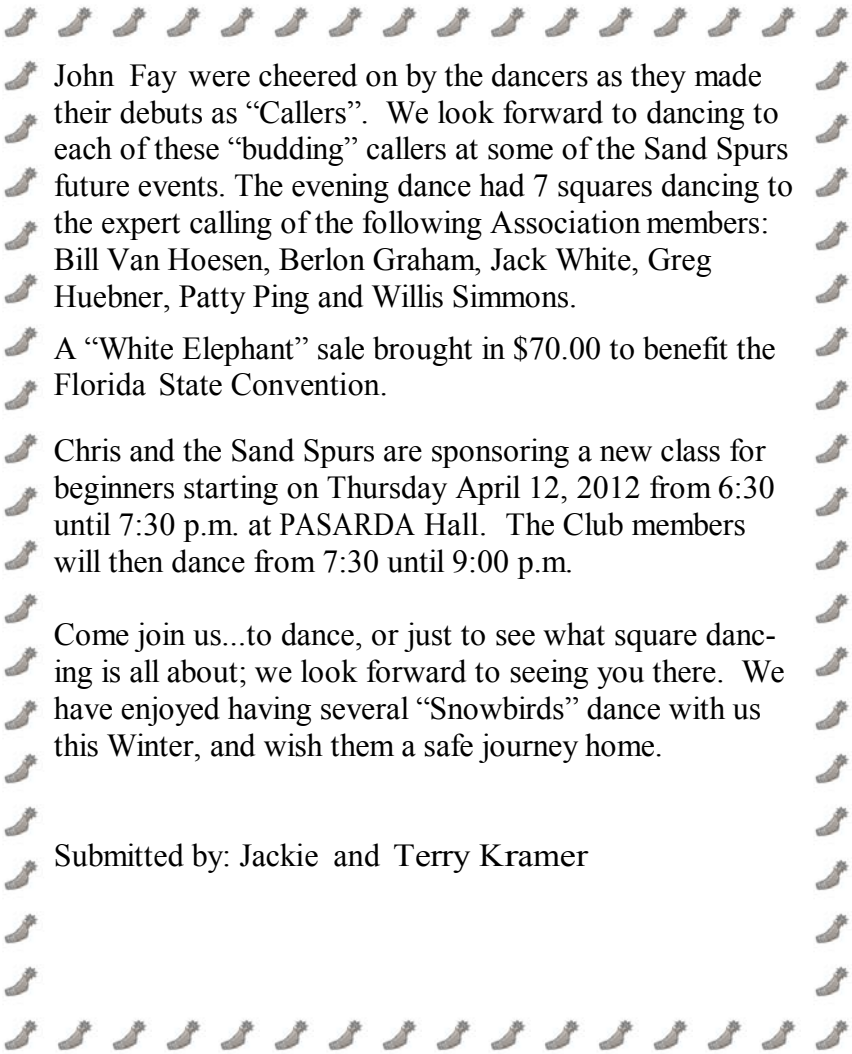 John Fay were cheered on by the dancers as they made
their debuts as “Callers”. We look forward to dancing to
each of these “budding” callers at some of the Sand Spurs
future events. The evening dance had 7 squares dancing to
the expert calling of the following Association members:
Bill Van Hoesen, Berlon Graham, Jack White, Greg
Huebner, Patty Ping and Willis Simmons.
A “White Elephant” sale brought in $70.00 to benefit the
Florida State Convention.
Chris and the Sand Spurs are sponsoring a new class for
beginners starting on Thursday April 12, 2012 from 6:30
until 7:30 p.m. at PASARDA Hall. The Club members
will then dance from 7:30 until 9:00 p.m.
Come join us...to dance, or just to see what square danc-
ing is all about; we look forward to seeing you there. We
have enjoyed having several “Snowbirds” dance with us
this Winter, and wish them a safe journey home.
Submitted by: Jackie and Terry Kramer